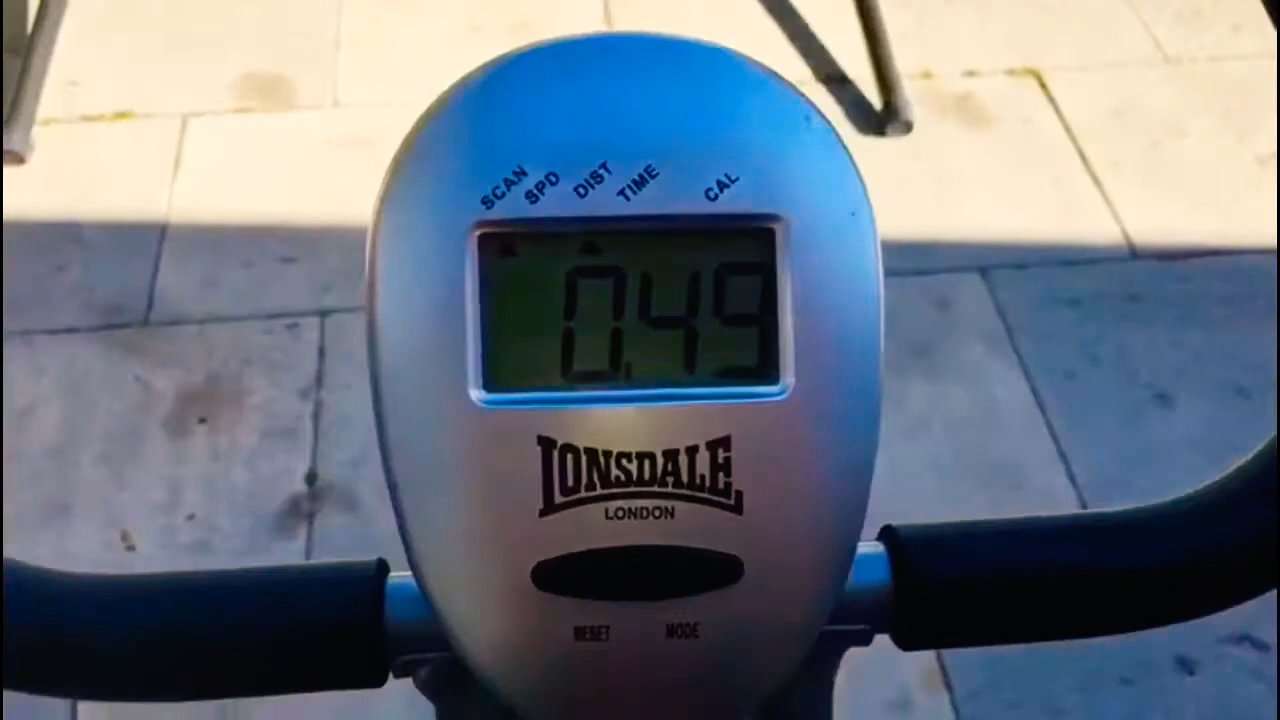 SCAN SPD DIST TIME CAL
0.49
LONSDALE
LONDON
RESET MODE